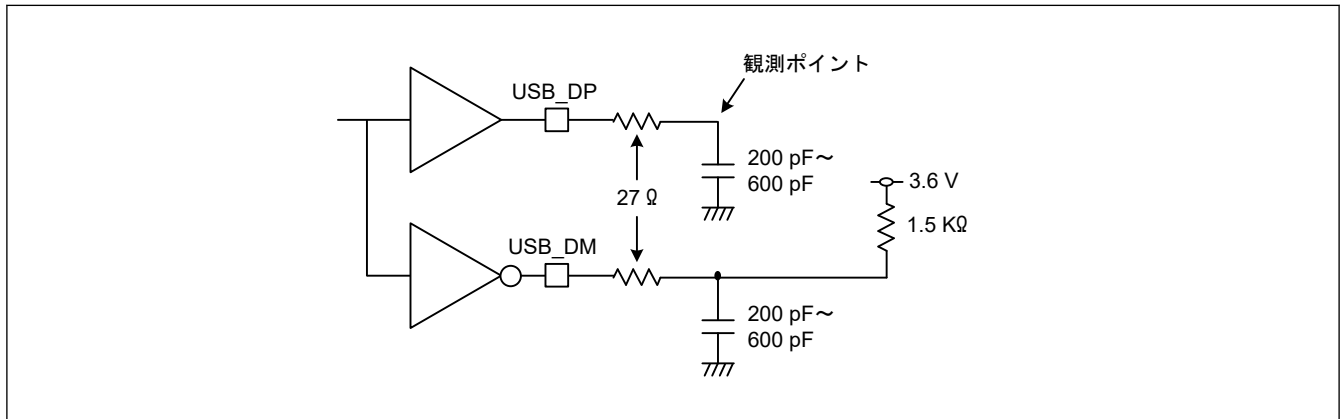 観測ポイント
USB_DP
200 pF～
600 pF
27 Ω
3.6 V
1.5 KΩ
USB_DM
200 pF～
600 pF